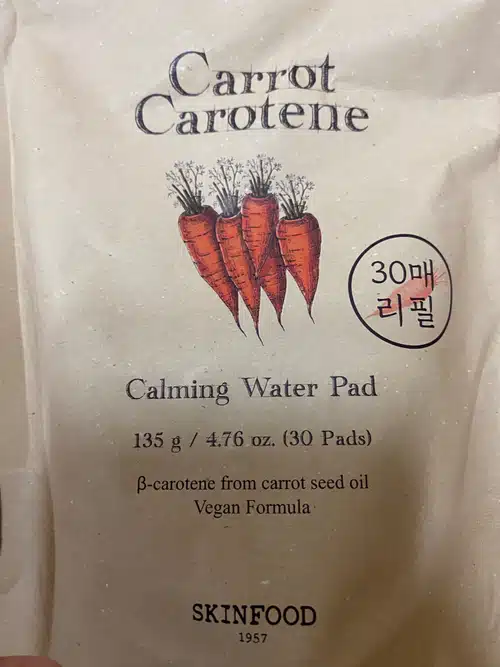 Carrot
Carotene
30매
리필
Calming Water Pad
135 g / 4.76 oz. (30 Pads)
β-carotene from carrot seed oil
Vegan Formula
SKINFOOD
1957